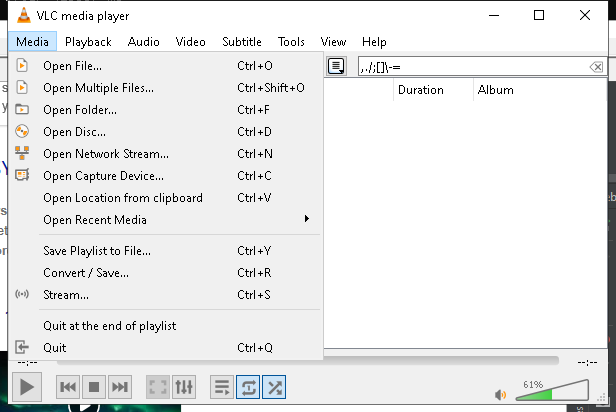 VLC media player
Media Playback Audio Video Subtitle Tools View Help
,./;[]\-=
Duration Album
Open File... Ctrl+O
Open Multiple Files... Ctrl+Shift+O
Open Folder... Ctrl+F
Open Disc... Ctrl+D
Open Network Stream... Ctrl+N
Open Capture Device... Ctrl+C
Open Location from clipboard Ctrl+V
Open Recent Media
Save Playlist to File... Ctrl+Y
Convert / Save... Ctrl+R
Stream... Ctrl+S
Quit at the end of playlist
Quit Ctrl+Q
--:-- --:--
61%